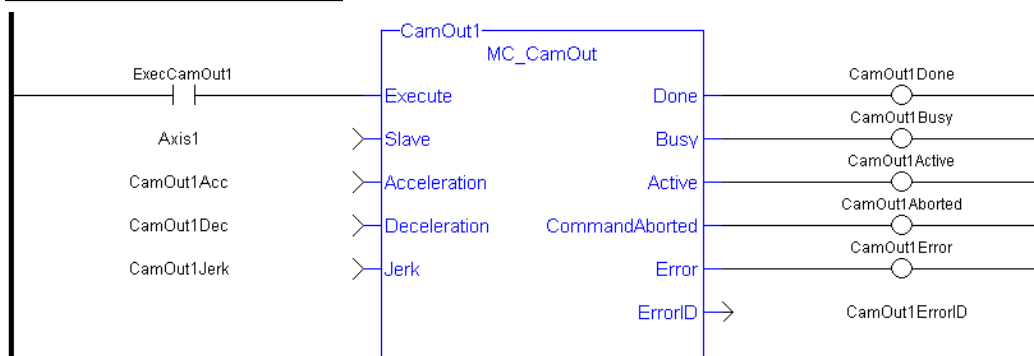 CamOut1
MC_CamOut
ExecCamOut1
Execute
Done
CamOut1Done
Axis1
Slave
Busy
CamOut1Busy
CamOut1Acc
Acceleration
Active
CamOut1Active
CamOut1Dec
Deceleration
CommandAborted
CamOut1Aborted
CamOut1Jerk
Jerk
Error
CamOut1Error
ErrorID
CamOut1ErrorID